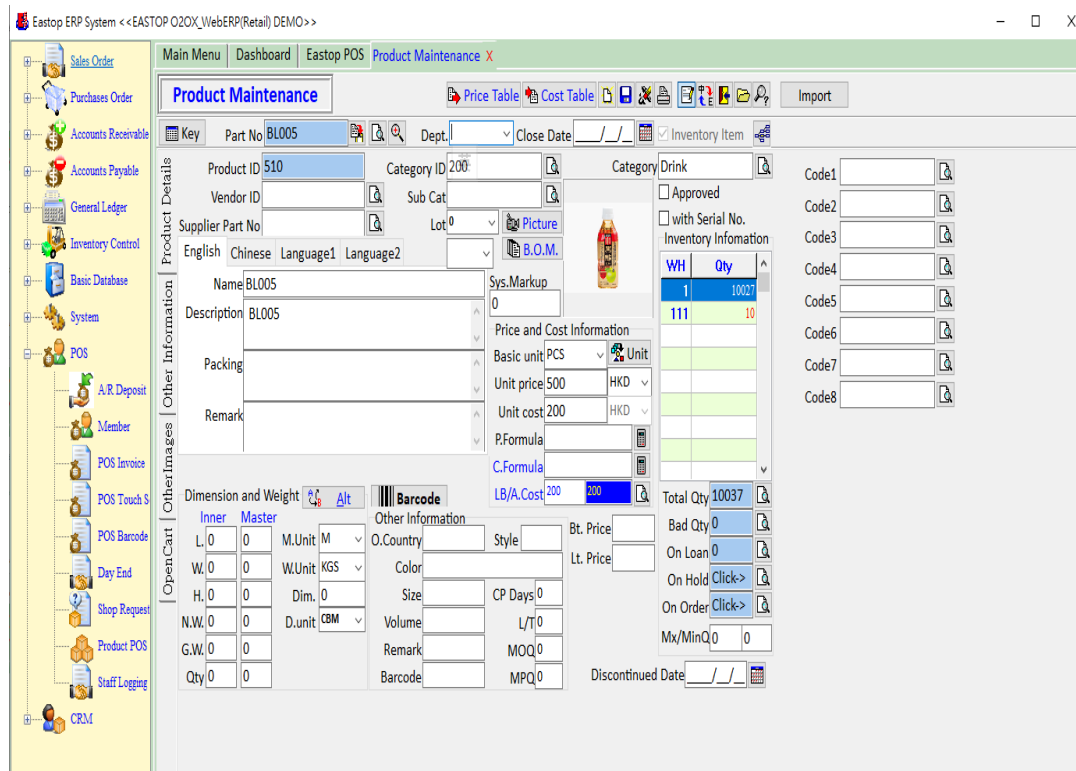 Eastop ERP System <<EASTOP O2OX_WebERP(Retail) DEMO>>
Main Menu Dashboard Eastop POS Product Maintenance X
Sales Order
Purchases Order
Accounts Receivable
Accounts Payable
General Ledger
Inventory Control
Basic Database
System
POS
A/R Deposit
Member
POS Invoice
POS Touch S
POS Barcode
Day End
Shop Request
Product POS
Staff Logging
CRM
Product Maintenance Price Table Cost Table Import
Key Part No BL005 Dept. Close Date __/_/_ Inventory Item
Product Details
Other Information
OtherImages
OpenCart
Product ID 510 Category ID 200 Category Drink
Vendor ID Sub Cat Approved
Supplier Part No Lot 0 Picture with Serial No.
English Chinese Language1 Language2 B.O.M.
Name BL005
Description BL005
Packing
Remark
Sys.Markup
0
Price and Cost Information
Basic unit PCS Unit
Unit price 500 HKD
Unit cost 200 HKD
P.Formula
C.Formula
LB/A.Cost 200 200
Inventory Infomation
WH Qty
1 10027
111 10
Total Qty 10037
Bad Qty 0
On Loan 0
On Hold Click->
On Order Click->
Mx/MinQ 0 0
Code1
Code2
Code3
Code4
Code5
Code6
Code7
Code8
Dimension and Weight Alt Barcode
Inner Master
L. 0 0 M.Unit M
W. 0 0 W.Unit KGS
H. 0 0 Dim. 0
N.W. 0 0 D.unit CBM
G.W. 0 0
Qty 0 0
Other Information
O.Country Style
Color
Size CP Days 0
Volume L/T 0
Remark MOQ 0
Barcode MPQ 0
Bt. Price
Lt. Price
Discontinued Date __/_/_